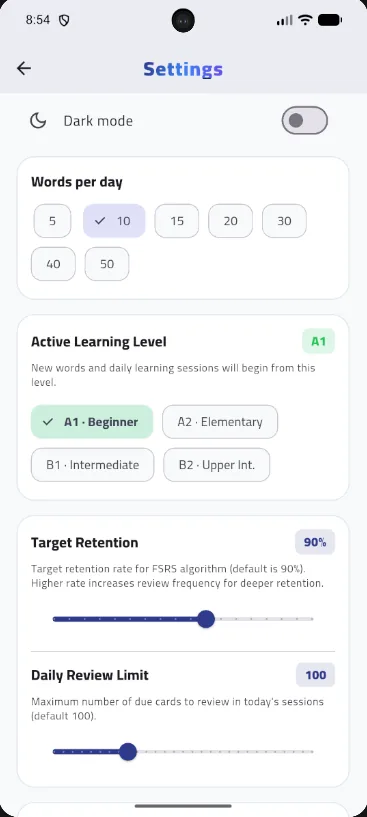 8:54
Settings
Dark mode
Words per day
5
10
15
20
30
40
50
Active Learning Level
A1
New words and daily learning sessions will begin from this
level.
A1 · Beginner
A2 · Elementary
B1 · Intermediate
B2 · Upper Int.
Target Retention
90%
Target retention rate for FSRS algorithm (default is 90%).
Higher rate increases review frequency for deeper retention.
Daily Review Limit
100
Maximum number of due cards to review in today's sessions
(default 100).